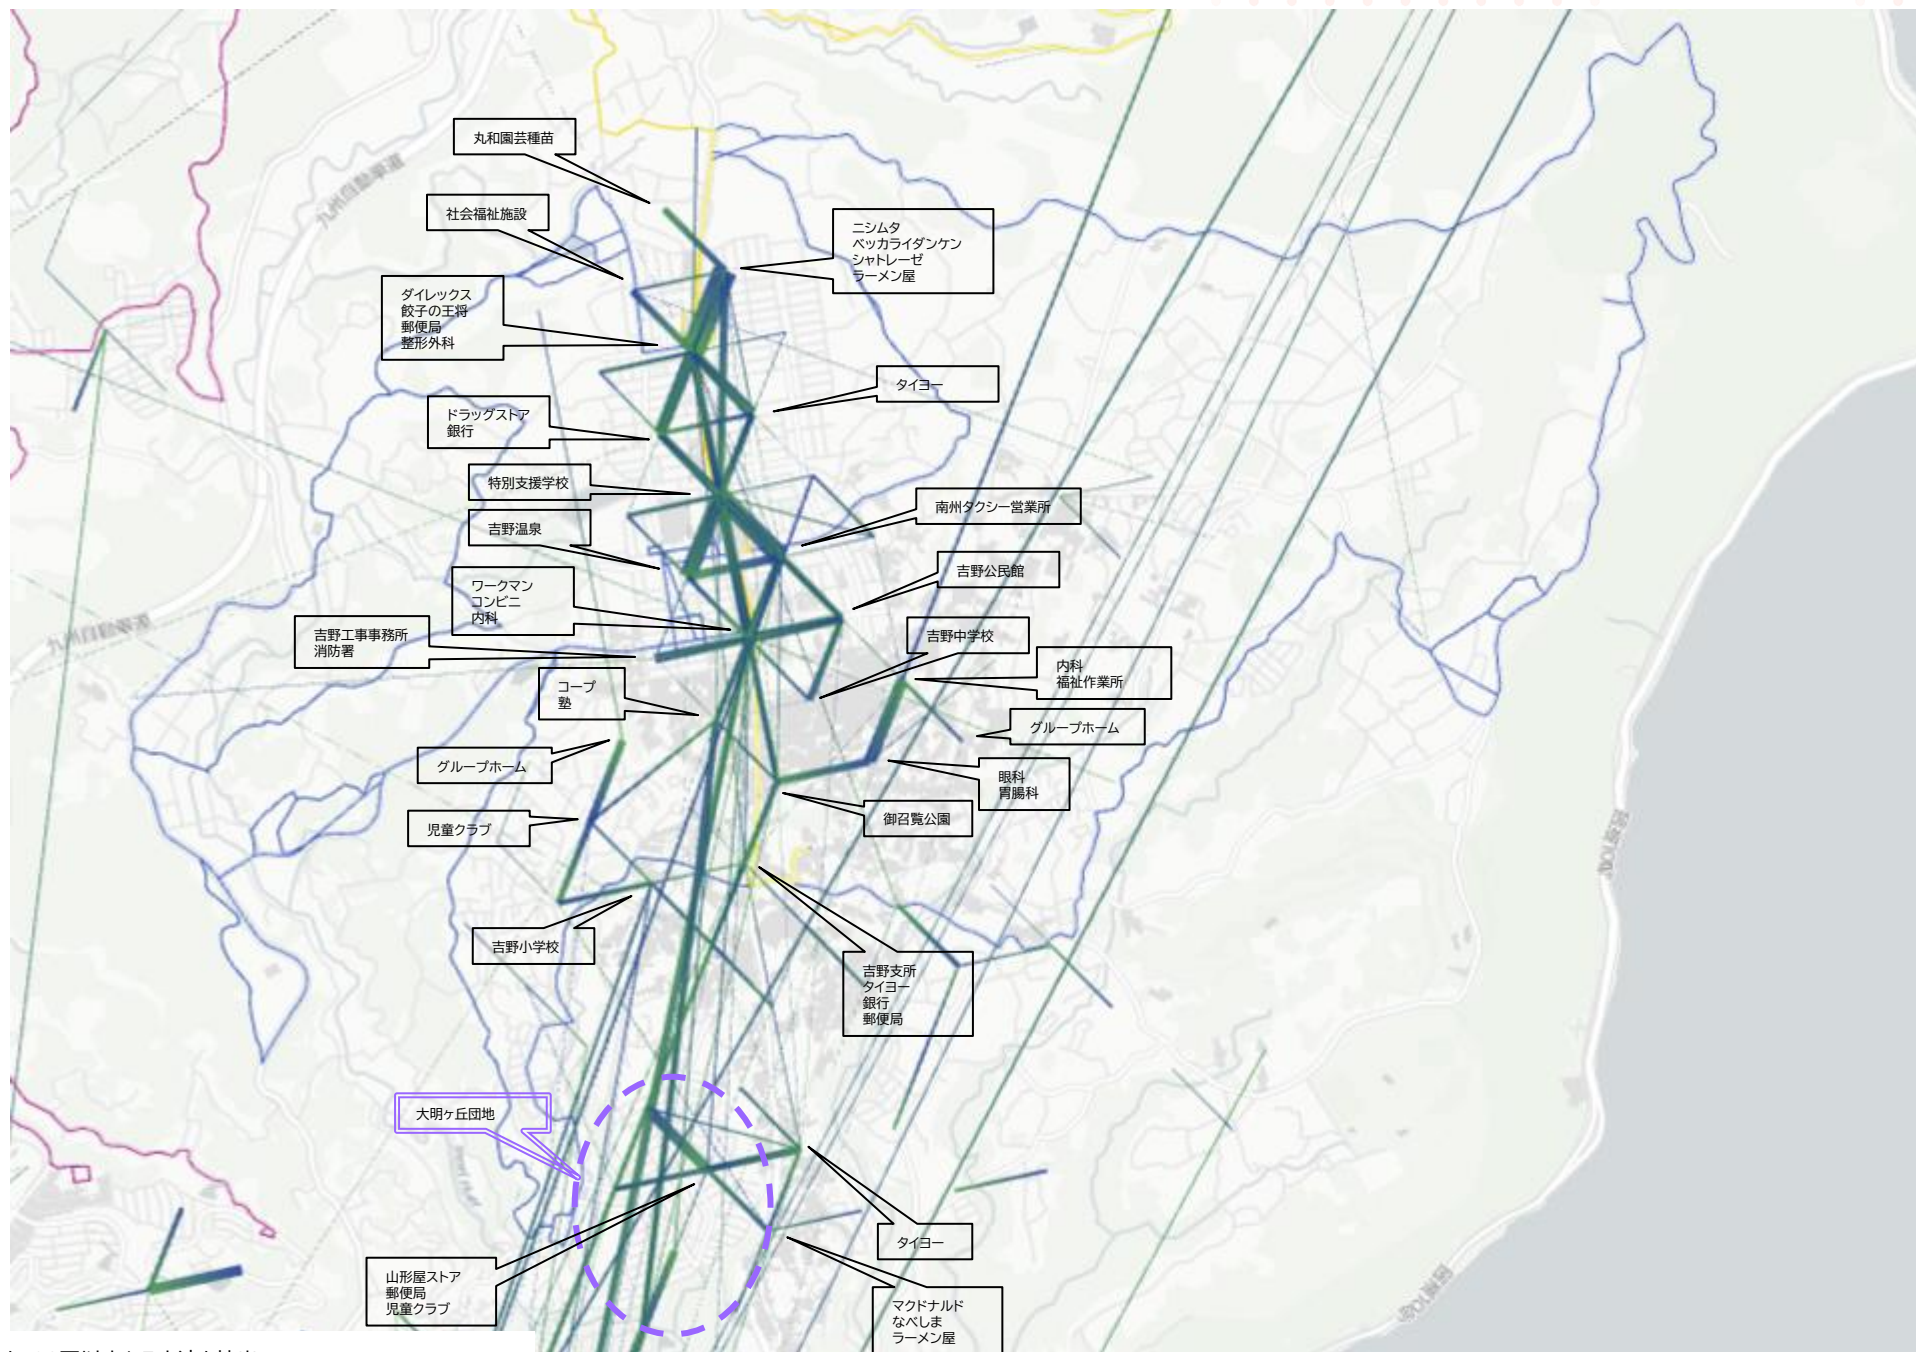 九州自動車道
丸和園芸種苗
社会福祉施設
ニシムタ
ベッカライダンケン
シャトレーゼ
ラーメン屋
ダイレックス
餃子の王将
郵便局
整形外科
タイヨー
ドラッグストア
銀行
特別支援学校
南州タクシー営業所
吉野温泉
吉野公民館
ワークマン
コンビニ
内科
九州自動車道
吉野工事事務所
消防署
吉野中学校
内科
福祉作業所
コープ
塾
グループホーム
グループホーム
眼科
胃腸科
児童クラブ
御召覧公園
吉野小学校
吉野支所
タイヨー
銀行
郵便局
大明ヶ丘団地
タイヨー
山形屋ストア
郵便局
児童クラブ
マクドナルド
なべしま
ラーメン屋